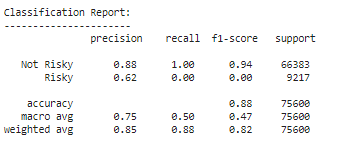 Classification Report:
----------------------
precision recall f1-score support
Not Risky 0.88 1.00 0.94 66383
Risky 0.62 0.00 0.00 9217
accuracy 0.88 75600
macro avg 0.75 0.50 0.47 75600
weighted avg 0.85 0.88 0.82 75600